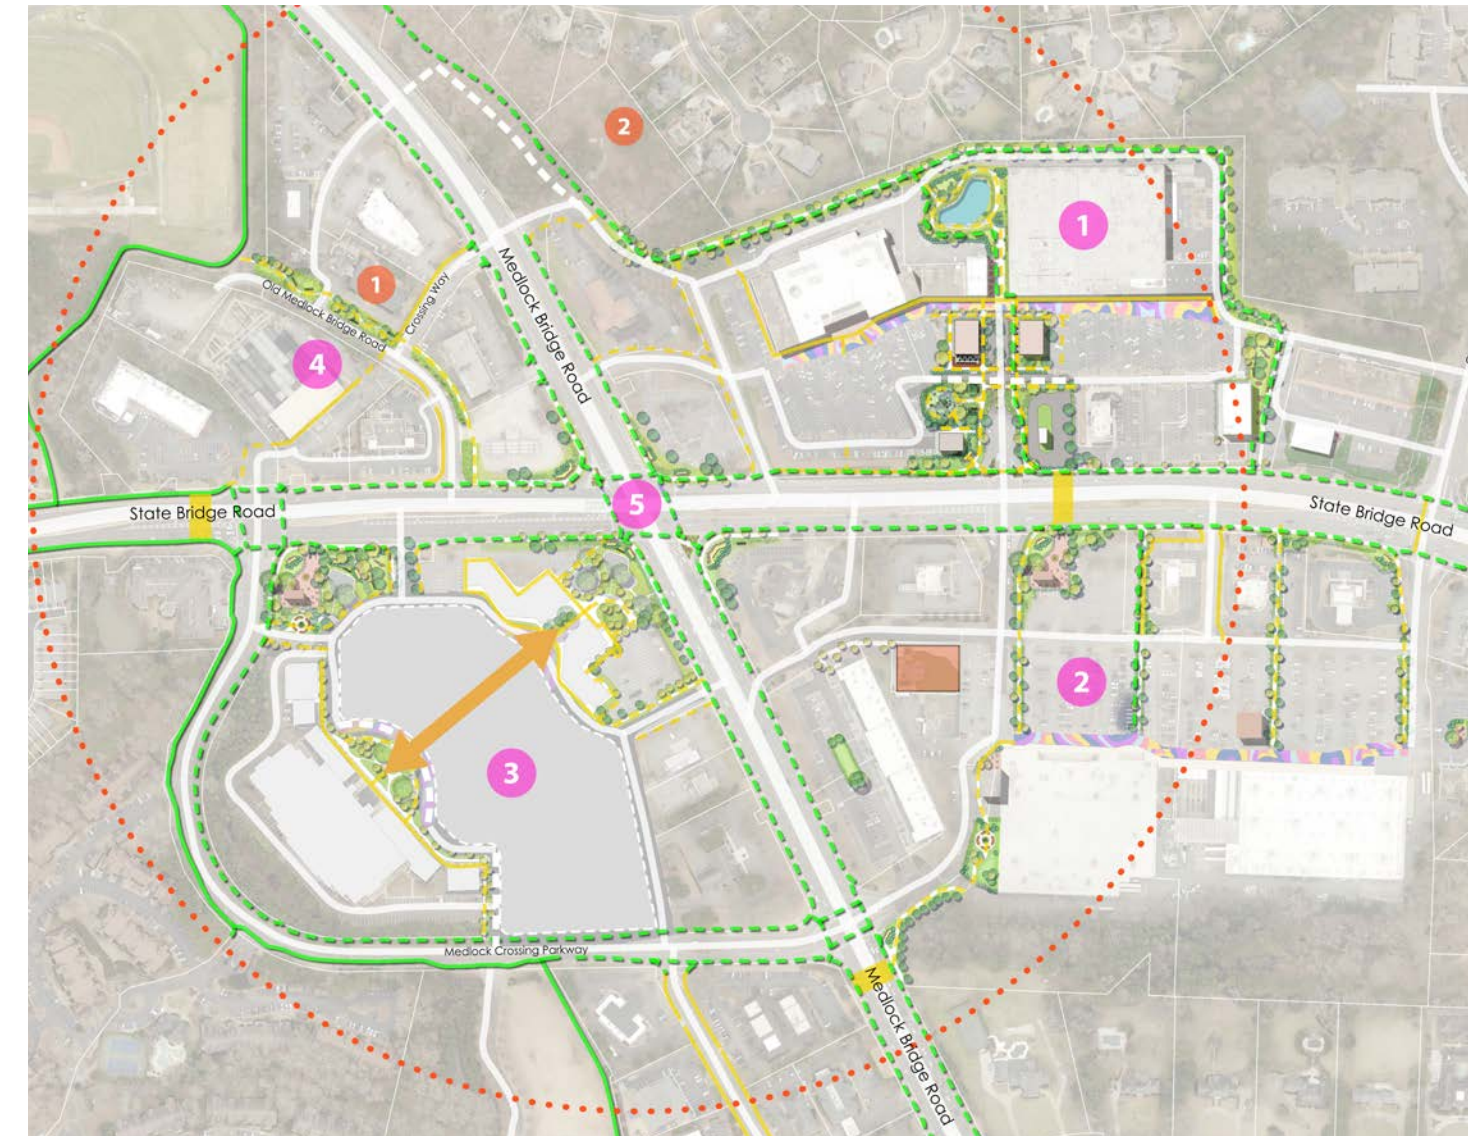 2
1
1
Medlock Bridge Road
Old Medlock Bridge Road
Crossing Way
4
5
State Bridge Road
State Bridge Road
2
3
Medlock Crossing Parkway
Medlock Bridge Road